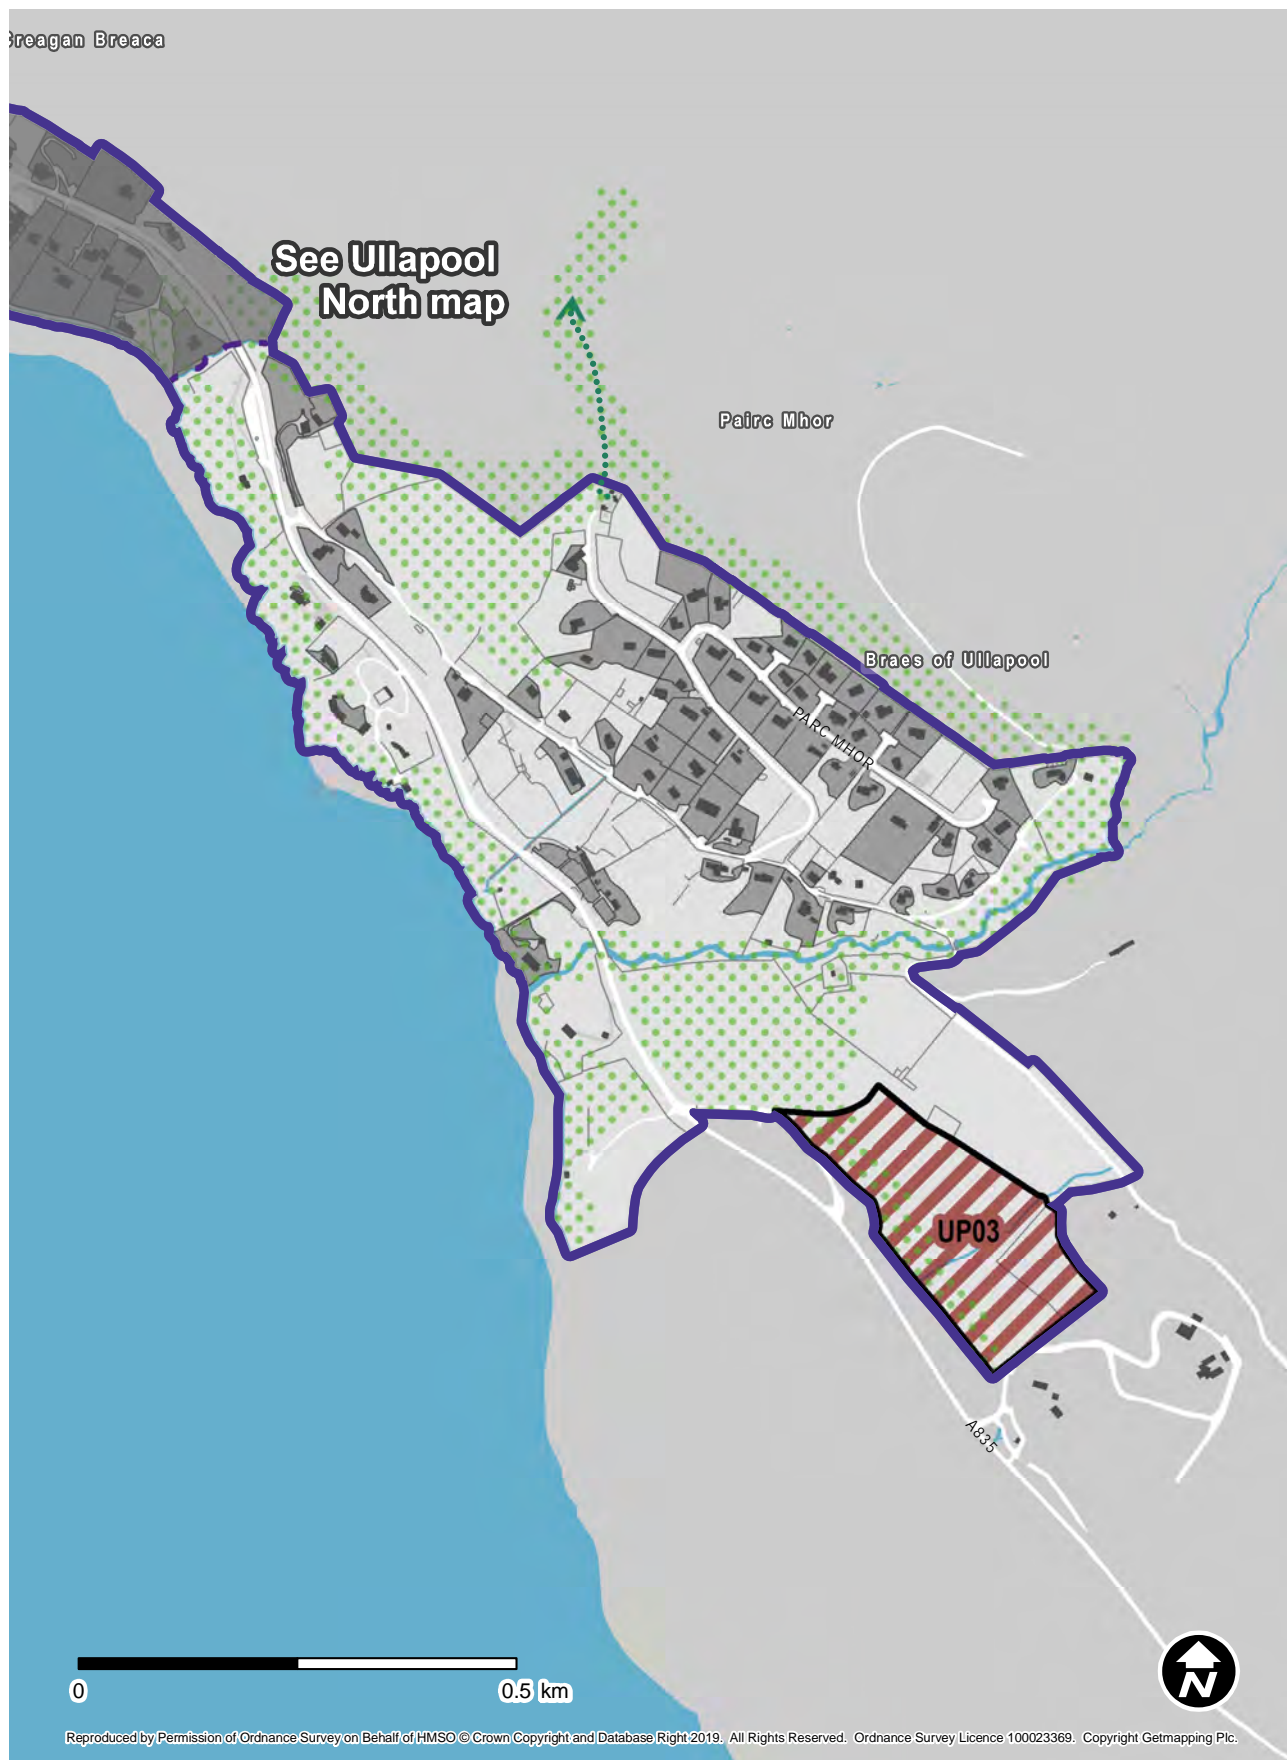 Creagan Breaca
See Ullapool
North map
Pairc Mhor
Braes of Ullapool
PARC MHOR
UP03
A835
0
0.5 km
N
Reproduced by Permission of Ordnance Survey on Behalf of HMSO © Crown Copyright and Database Right 2019. All Rights Reserved. Ordnance Survey Licence 100023369. Copyright Getmapping Plc.